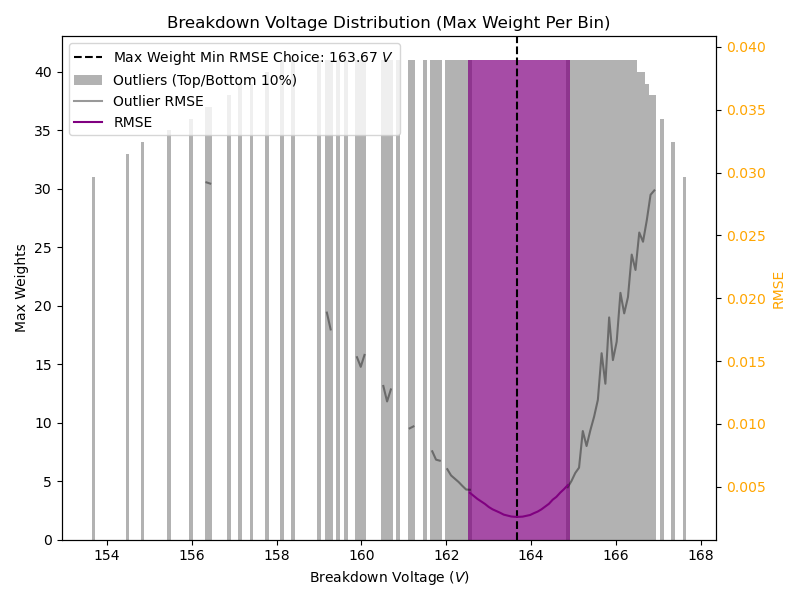 Breakdown Voltage Distribution (Max Weight Per Bin)
Max Weight Min RMSE Choice: 163.67 V
Outliers (Top/Bottom 10%)
Outlier RMSE
RMSE
Max Weights
40
35
30
25
20
15
10
5
0
0.040
0.035
0.030
0.025
0.020
0.015
0.010
0.005
RMSE
154 156 158 160 162 164 166 168
Breakdown Voltage (V)